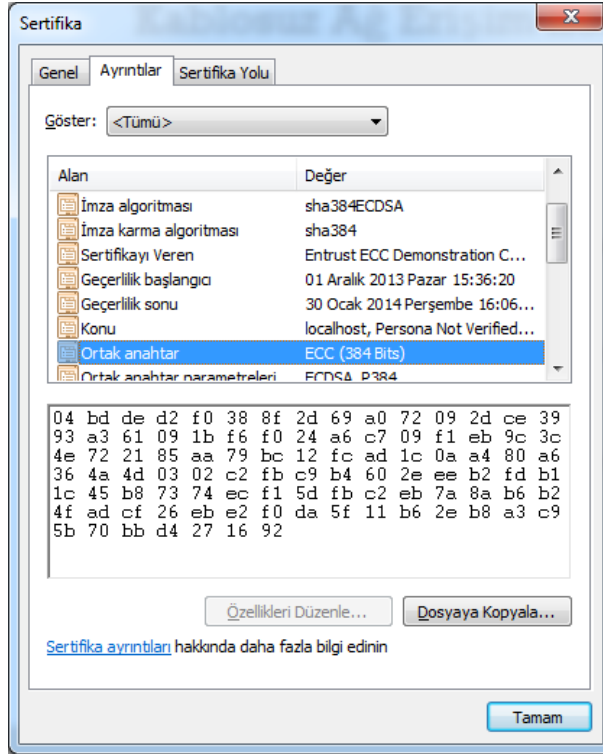 Kablosuz Ağ
Sertifika
Genel Ayrıntılar Sertifika Yolu
Göster: <Tümü>
Alan Değer
İmza algoritması sha384ECDSA
İmza karma algoritması sha384
Sertifikayı Veren Entrust ECC Demonstration C...
Geçerlilik başlangıcı 01 Aralık 2013 Pazar 15:36:20
Geçerlilik sonu 30 Ocak 2014 Perşembe 16:06...
Konu localhost, Persona Not Verified...
Ortak anahtar ECC (384 Bits)
Ortak anahtar parametreleri ECDSA_P384
04 bd de d2 f0 38 8f 2d 69 a0 72 09 2d ce 39
93 a3 61 09 1b f6 f0 24 a6 c7 09 f1 eb 9c 3c
4e 72 21 85 aa 79 bc 12 fc ad 1c 0a a4 80 a6
36 4a 4d 03 02 c2 fb c9 b4 60 2e ee b2 fd b1
1c 45 b8 73 74 ec f1 5d fb c2 eb 7a 8a b6 b2
4f ad cf 26 eb e2 f0 da 5f 11 b6 2e b8 a3 c9
5b 70 bb d4 27 16 92
Özellikleri Düzenle... Dosyaya Kopyala...
Sertifika ayrıntıları hakkında daha fazla bilgi edinin
Tamam